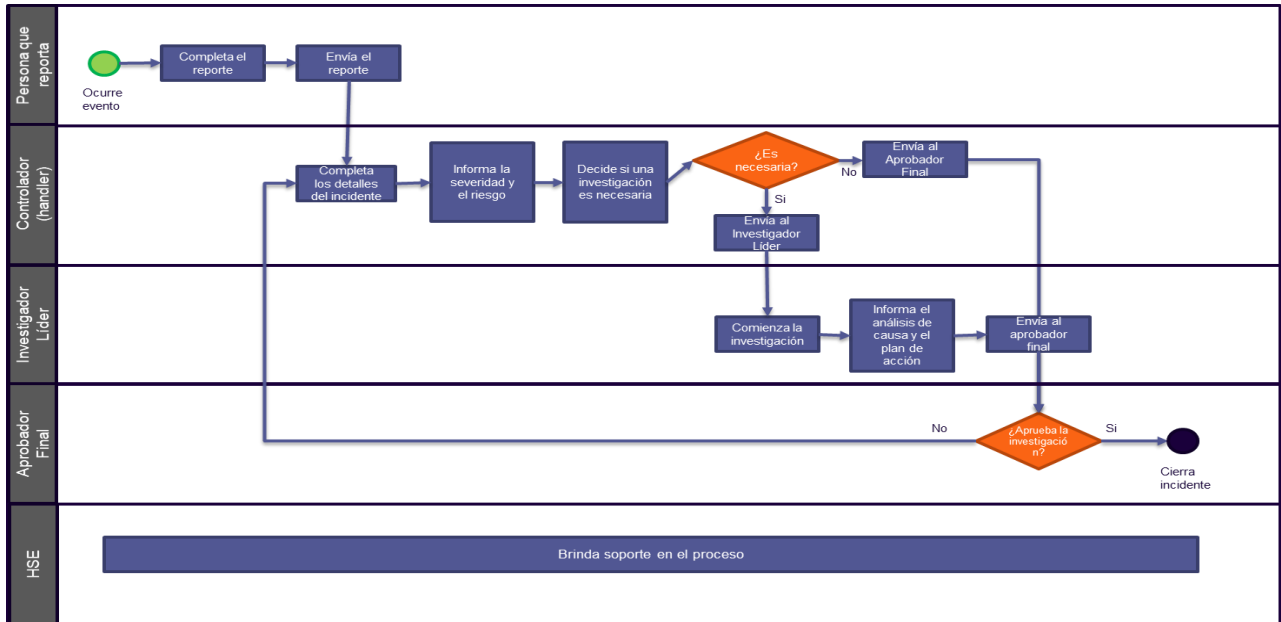 Persona que
reporta
Ocurre
evento
Completa el
reporte
Envía el
reporte
Controlador
(handler)
Completa
los detalles
del incidente
Informa la
severidad y
el riesgo
Decide si una
investigación
es necesaria
¿Es
necesaria?
No
Envía al
Aprobador
Final
Si
Envía al
Investigador
Líder
Investigador
Líder
Comienza la
investigación
Informa el
análisis de
causa y el
plan de
acción
Envía al
aprobador
final
Aprobador
Final
No
¿Aprueba la
investigació
n?
Si
Cierra
incidente
HSE
Brinda soporte en el proceso